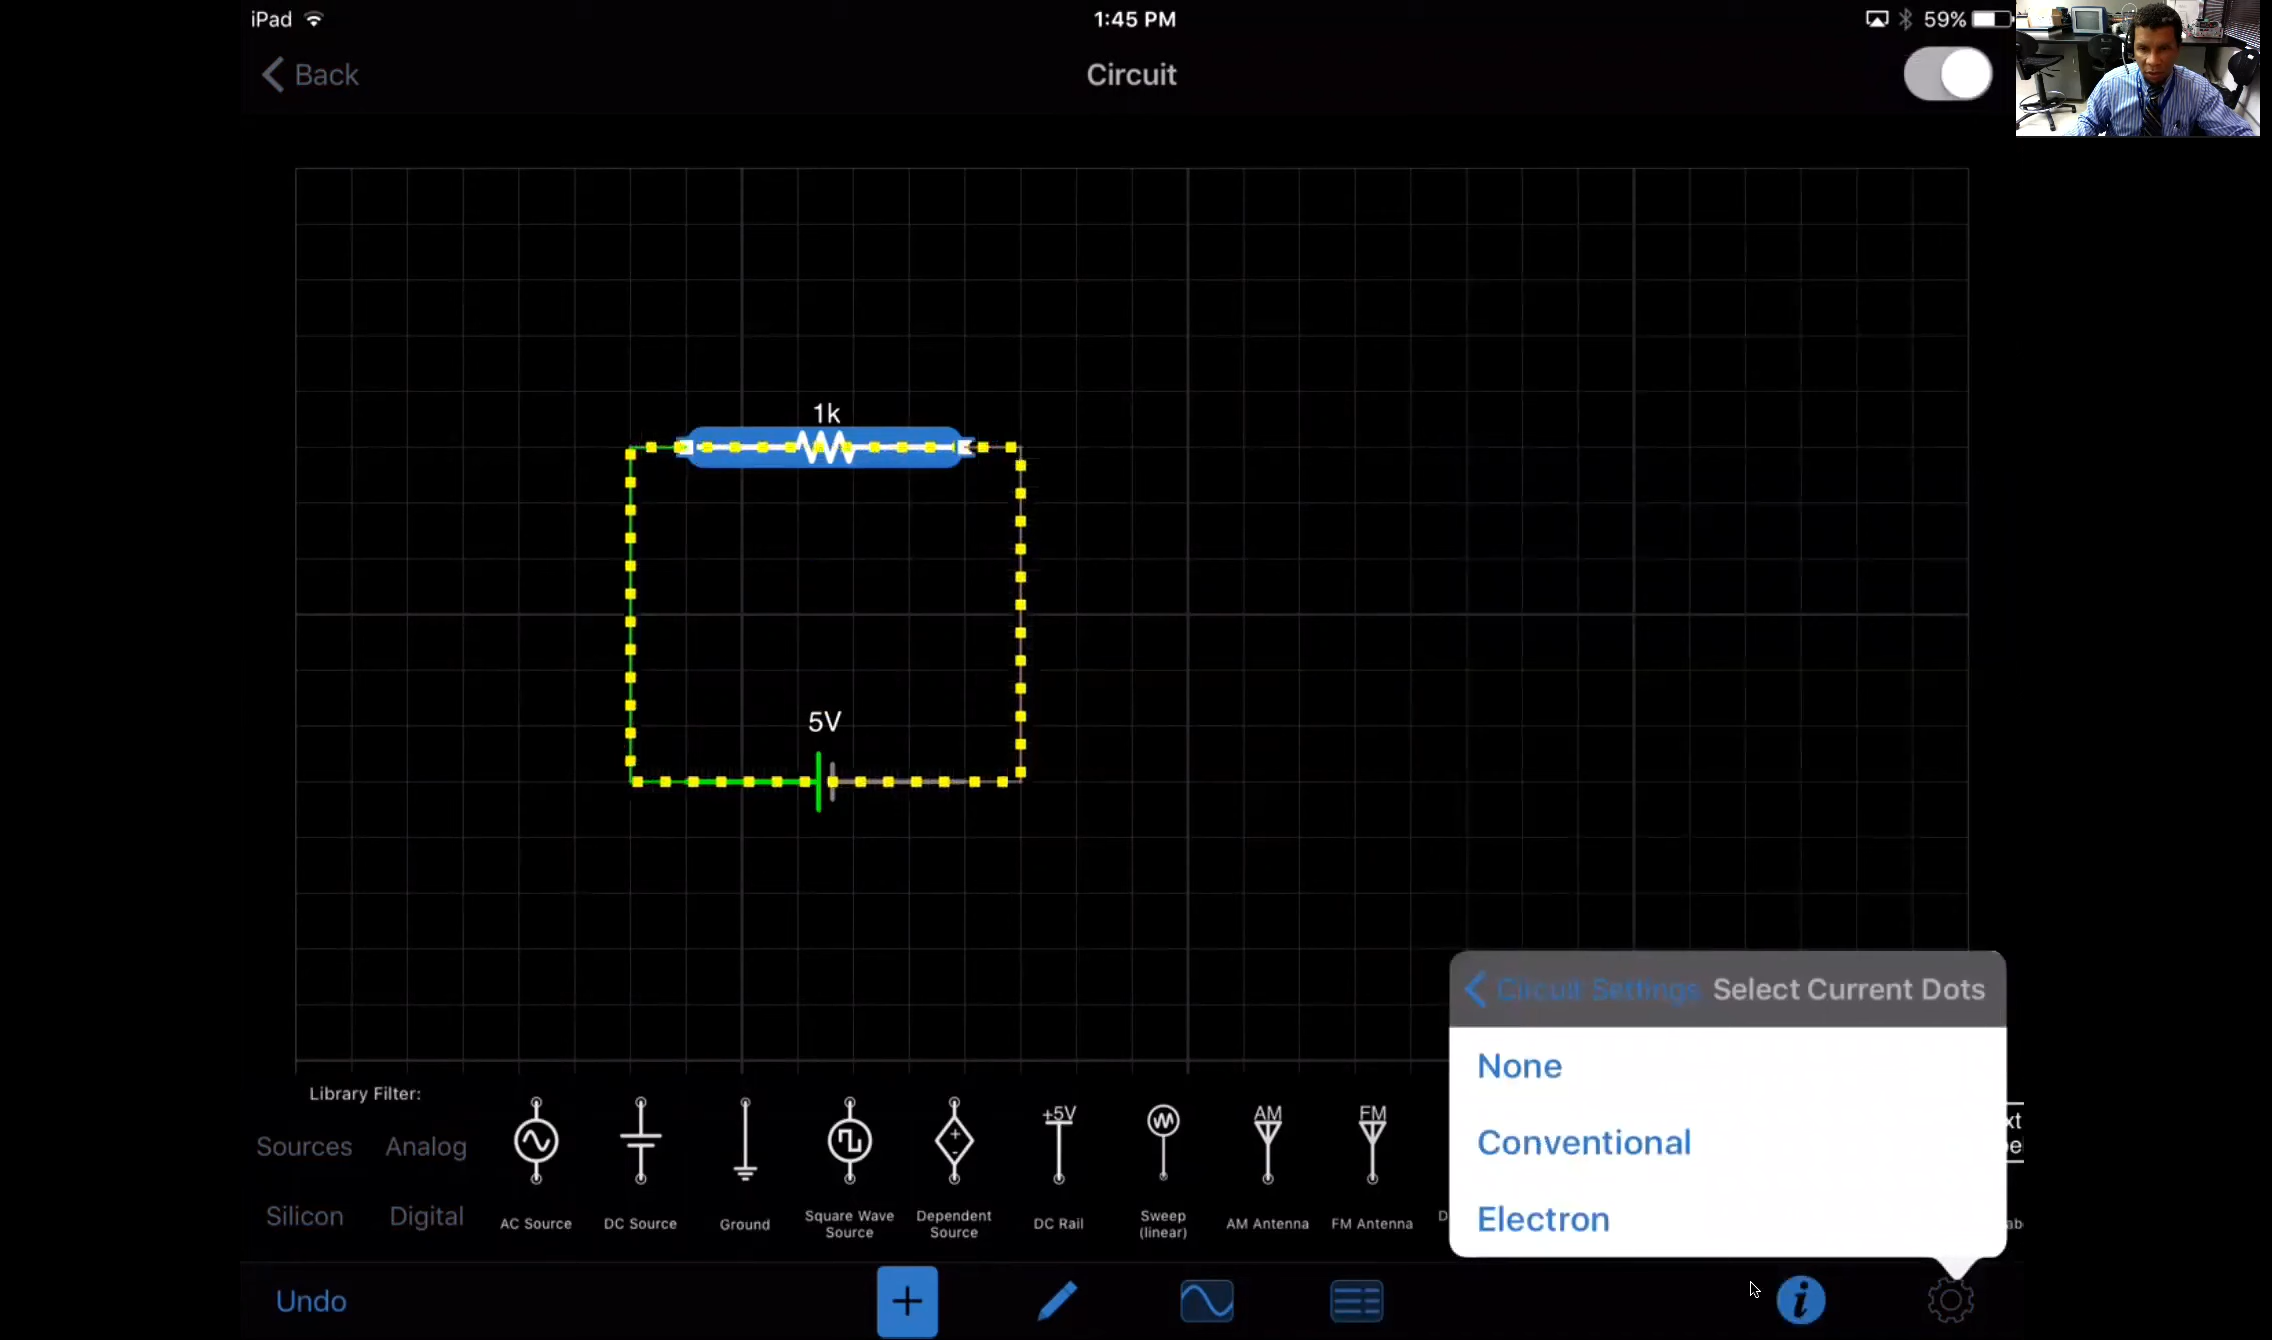 iPad
1:45 PM
59%
Back
Circuit
1k
5V
Circuit Settings
Select Current Dots
None
Conventional
Electron
Library Filter:
Sources
Analog
Silicon
Digital
+5V
AM
FM
+
-
AC Source
DC Source
Ground
Square Wave
Source
Dependent
Source
DC Rail
Sweep
(linear)
AM Antenna
FM Antenna
D
xt
ab
Undo
+
i